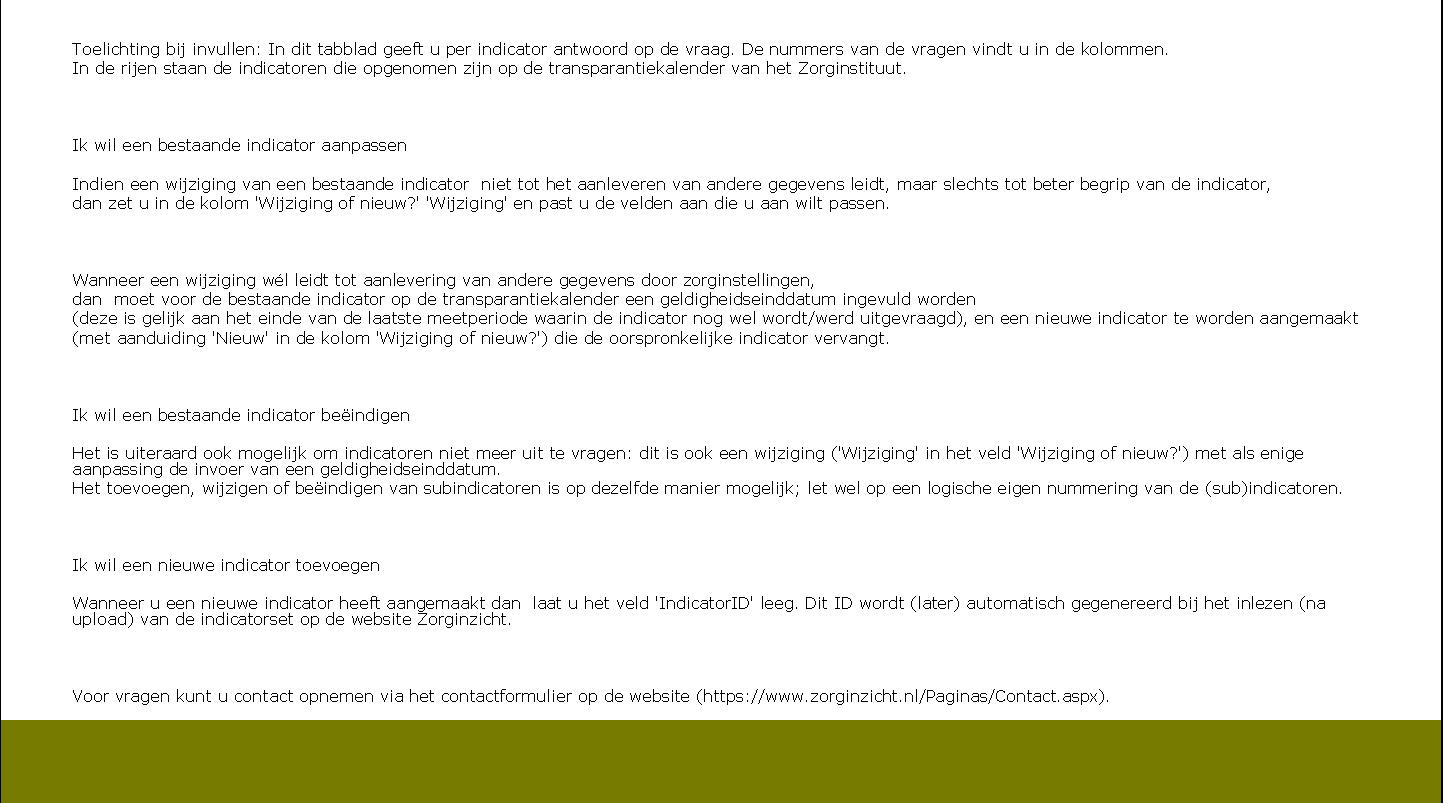 Toelichting bij invullen: In dit tabblad geeft u per indicator antwoord op de vraag. De nummers van de vragen vindt u in de kolommen.
In de rijen staan de indicatoren die opgenomen zijn op de transparantiekalender van het Zorginstituut.
Ik wil een bestaande indicator aanpassen
Indien een wijziging van een bestaande indicator  niet tot het aanleveren van andere gegevens leidt, maar slechts tot beter begrip van de indicator,
dan zet u in de kolom 'Wijziging of nieuw?' 'Wijziging' en past u de velden aan die u aan wilt passen.
Wanneer een wijziging wél leidt tot aanlevering van andere gegevens door zorginstellingen,
dan  moet voor de bestaande indicator op de transparantiekalender een geldigheidseinddatum ingevuld worden
(deze is gelijk aan het einde van de laatste meetperiode waarin de indicator nog wel wordt/werd uitgevraagd), en een nieuwe indicator te worden aangemaakt
(met aanduiding 'Nieuw' in de kolom 'Wijziging of nieuw?') die de oorspronkelijke indicator vervangt.
Ik wil een bestaande indicator beëindigen
Het is uiteraard ook mogelijk om indicatoren niet meer uit te vragen: dit is ook een wijziging ('Wijziging' in het veld 'Wijziging of nieuw?') met als enige
aanpassing de invoer van een geldigheidseinddatum.
Het toevoegen, wijzigen of beëindigen van subindicatoren is op dezelfde manier mogelijk; let wel op een logische eigen nummering van de (sub)indicatoren.
Ik wil een nieuwe indicator toevoegen
Wanneer u een nieuwe indicator heeft aangemaakt dan  laat u het veld 'IndicatorID' leeg. Dit ID wordt (later) automatisch gegenereerd bij het inlezen (na
upload) van de indicatorset op de website Zorginzicht.
Voor vragen kunt u contact opnemen via het contactformulier op de website (https://www.zorginzicht.nl/Paginas/Contact.aspx).